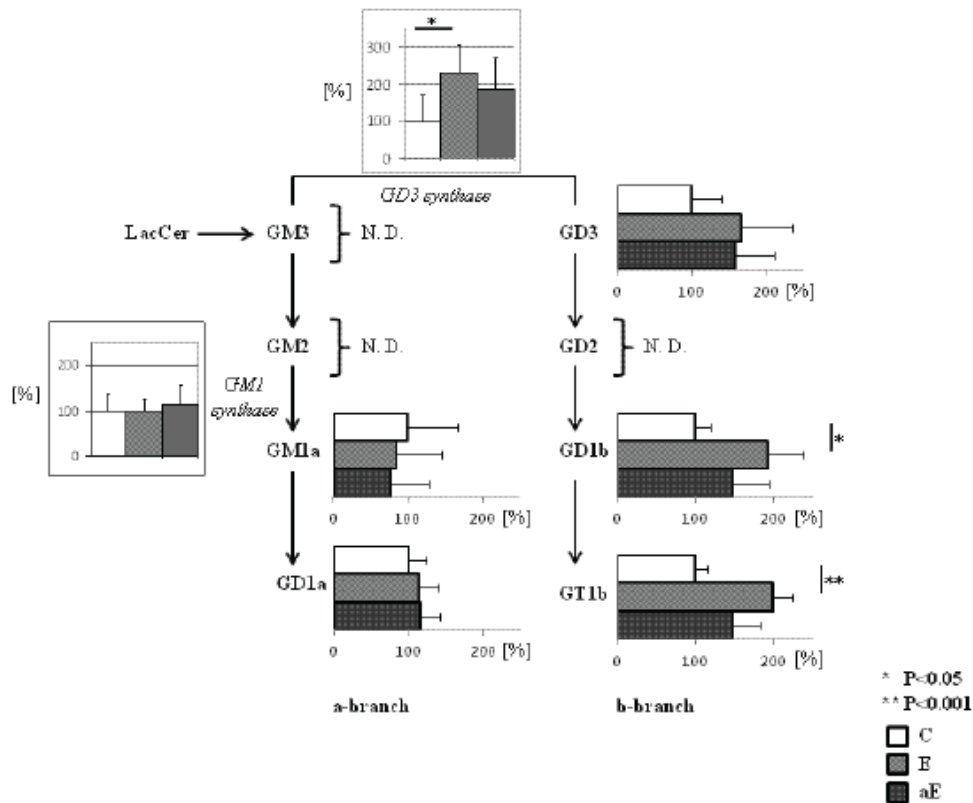 *
300
200
[%]
100
0
GD3 synthase
LacCer
GM3
N.D.
GD3
0 100 200 [%]
200
[%]
100
0
GM1
synthase
GM2
N.D.
GD2
N.D.
GM1a
0 100 200 [%]
GD1b
*
0 100 200 [%]
GD1a
0 100 200 [%]
GT1b
**
0 100 200 [%]
a-branch
b-branch
* P<0.05
** P<0.001
C
E
aE